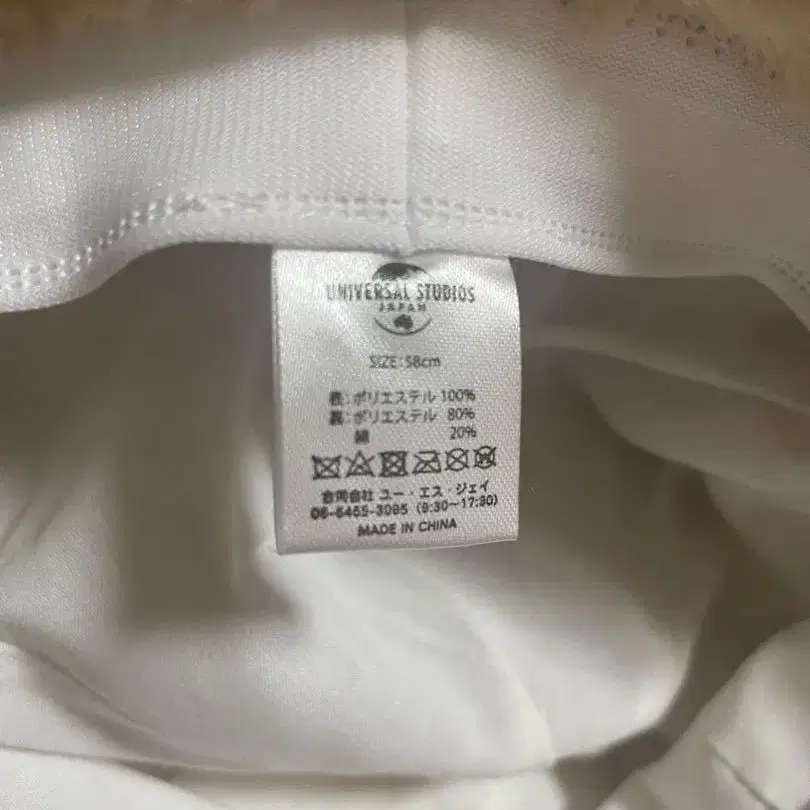 UNIVERSAL STUDIOS
JAPAN
SIZE:58cm
表:ポリエステル 100%
裏:ポリエステル 80%
綿 20%
合同会社 ユー・エス・ジェイ
06-6465-3095 (9:30~17:30)
MADE IN CHINA